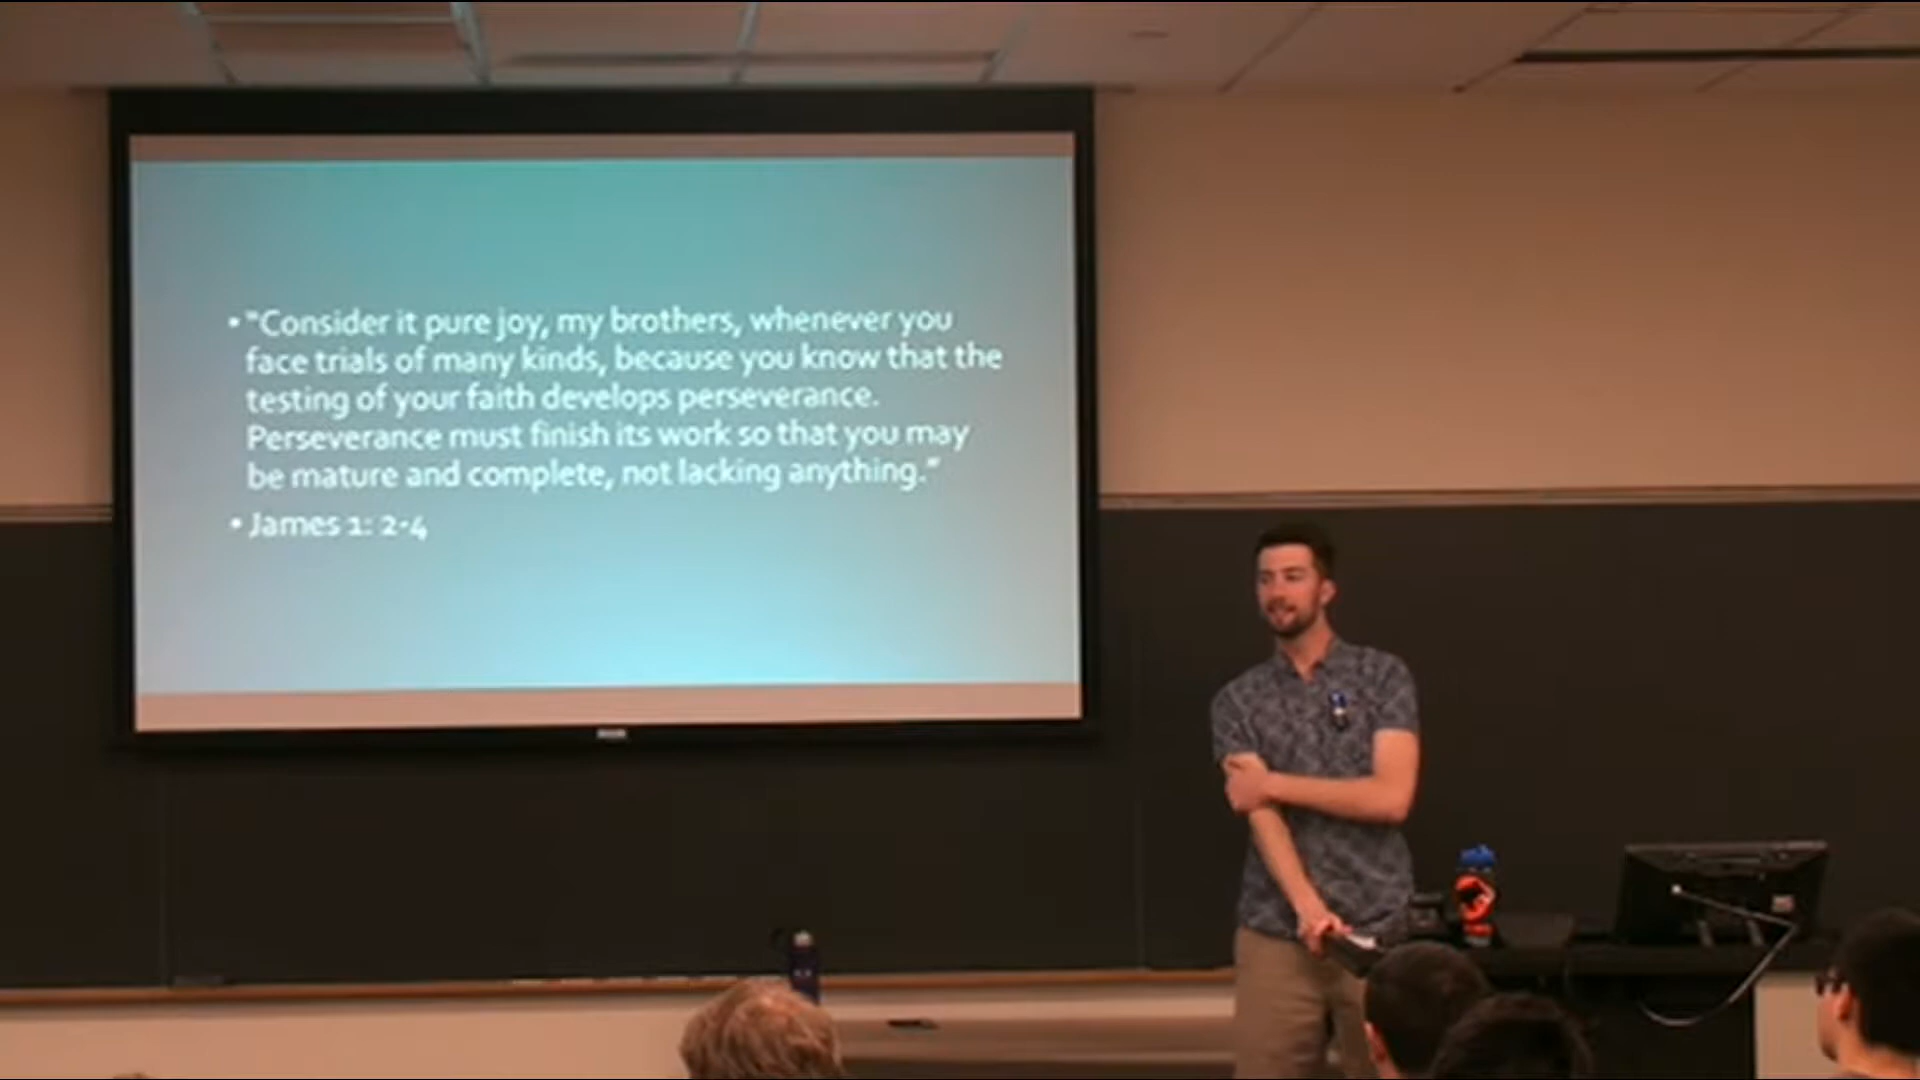 • "Consider it pure joy, my brothers, whenever you
face trials of many kinds, because you know that the
testing of your faith develops perseverance.
Perseverance must finish its work so that you may
be mature and complete, not lacking anything."
• James 1: 2-4